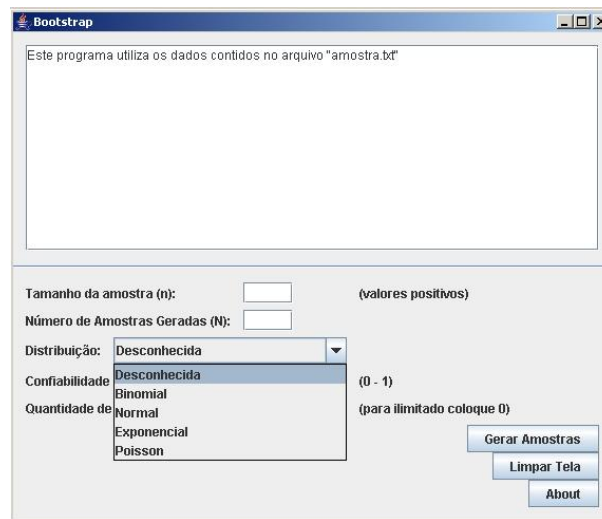 Bootstrap
Este programa utiliza os dados contidos no arquivo "amostra.txt"
Tamanho da amostra (n): (valores positivos)
Número de Amostras Geradas (N):
Distribuição: Desconhecida
Desconhecida
Confiabilidade (0 - 1)
Binomial
Quantidade de (para ilimitado coloque 0)
Normal
Exponencial
Poisson
Gerar Amostras
Limpar Tela
About